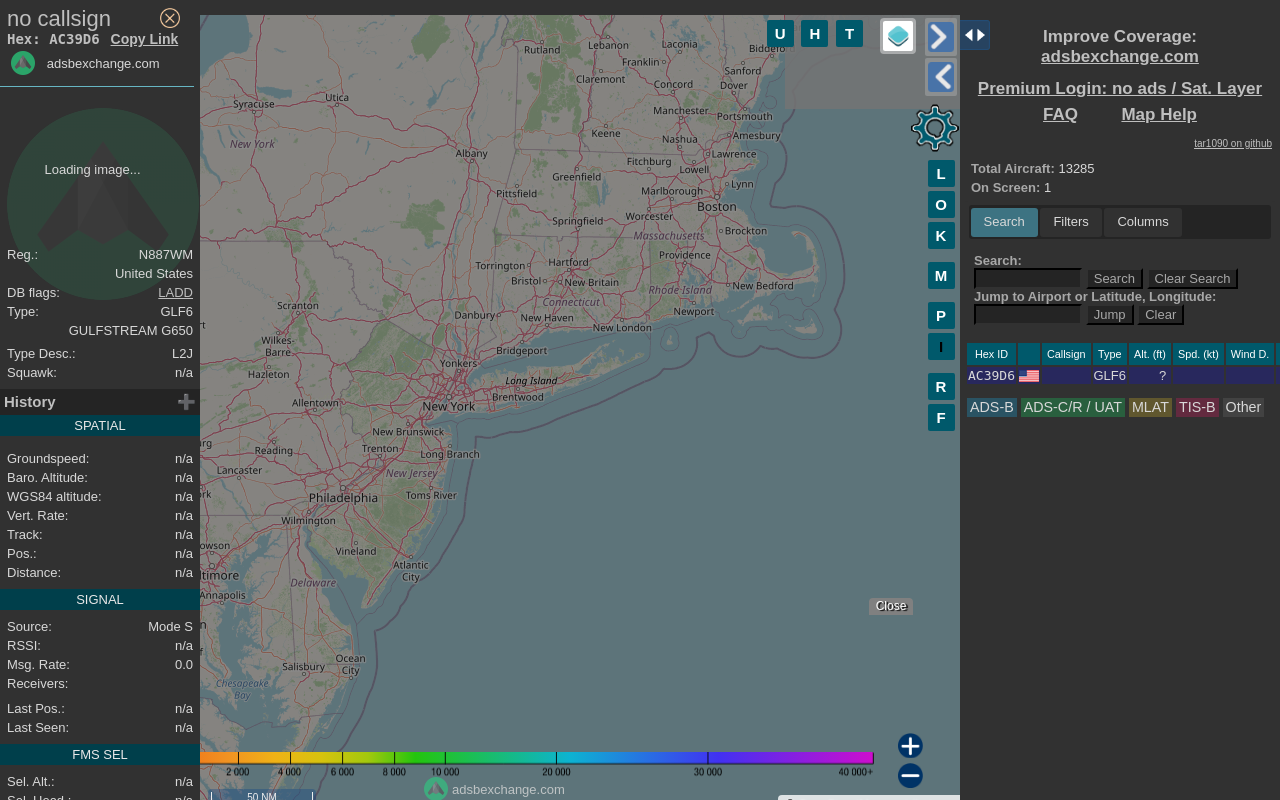 no callsign
Hex: AC39D6 Copy Link
adsbexchange.com
Loading image...
Reg.: N887WM
United States
DB flags: LADD
Type: GLF6
GULFSTREAM G650
Type Desc.: L2J
Squawk: n/a
History
SPATIAL
Groundspeed: n/a
Baro. Altitude: n/a
WGS84 altitude: n/a
Vert. Rate: n/a
Track: n/a
Pos.: n/a
Distance: n/a
SIGNAL
Source: Mode S
RSSI: n/a
Msg. Rate: 0.0
Receivers:
Last Pos.: n/a
Last Seen: n/a
FMS SEL
Sel. Alt.: n/a
U H T
L
O
K
M
P
I
R
F
Rutland
Lebanon
Laconia
Franklin
Claremont
Sanford
Concord
Dover
Syracuse
Utica
Manchester
Portsmouth
Keene
Nashua
Amesbury
New York
Albany
Fitchburg
Lawrence
Greenfield
Lowell
Pittsfield
Marlborough
Lynn
Boston
Springfield
Worcester
Massachusetts
Brockton
Providence
Torrington
Hartford
Bristol
New Britain
Rhode Island
New Bedford
Connecticut
Scranton
Danbury
New Haven
New London
Newport
Wilkes-
Barre
Bridgeport
Yonkers
Hazleton
Long Island
Brentwood
Allentown
New York
New Brunswick
Reading
Trenton
Long Branch
Lancaster
New Jersey
Philadelphia
Toms River
Wilmington
Vineland
Atlantic
City
Delaware
Annapolis
Ocean
City
Salisbury
Chesapeake
Bay
Close
2 000 4 000 6 000 8 000 10 000 20 000 30 000 40 000+
50 NM
adsbexchange.com
Improve Coverage:
adsbexchange.com
Premium Login: no ads / Sat. Layer
FAQ Map Help
tar1090 on github
Total Aircraft: 13285
On Screen: 1
Search Filters Columns
Search:
Search Clear Search
Jump to Airport or Latitude, Longitude:
Jump Clear
Hex ID Callsign Type Alt. (ft) Spd. (kt) Wind D.
AC39D6 GLF6 ?
ADS-B ADS-C/R / UAT MLAT TIS-B Other